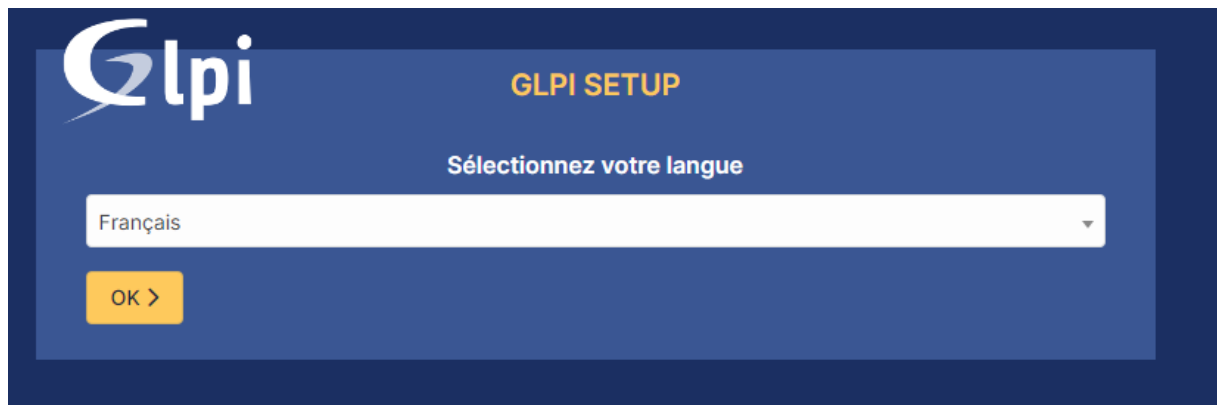 Glpi
GLPI SETUP
Sélectionnez votre langue
Français
OK